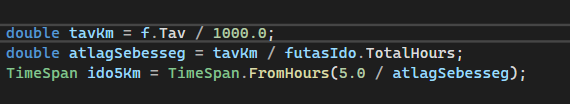 double tavKm = f.Tav / 1000.0;
double atlagSebesseg = tavKm / futasIdo.TotalHours;
TimeSpan ido5Km = TimeSpan.FromHours(5.0 / atlagSebesseg);